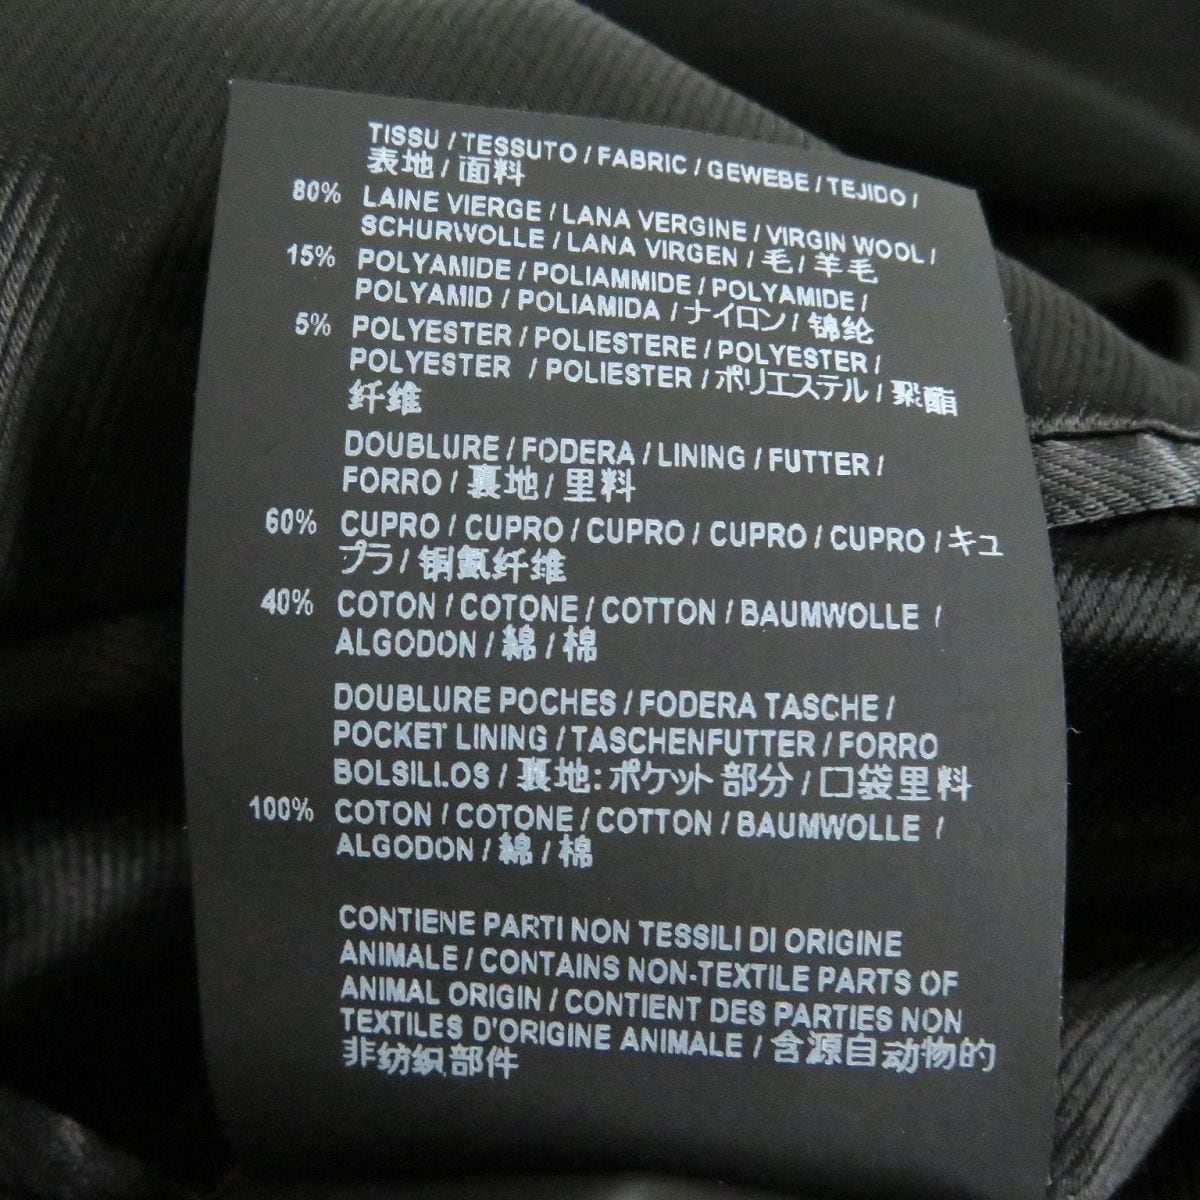 TISSU / TESSUTO / FABRIC / GEWEBE / TEJIDO /
表地 / 面料
80% LAINE VIERGE / LANA VERGINE / VIRGIN WOOL /
SCHURWOLLE / LANA VIRGEN / 毛 / 羊毛
15% POLYAMIDE / POLIAMMIDE / POLYAMIDE /
POLYAMID / POLIAMIDA / ナイロン / 锦纶
5% POLYESTER / POLIESTERE / POLYESTER /
POLYESTER / POLIESTER / ポリエステル / 聚酯
纤维
DOUBLURE / FODERA / LINING / FUTTER /
FORRO / 裏地 / 里料
60% CUPRO / CUPRO / CUPRO / CUPRO / CUPRO / キュ
プラ / 铜氨纤维
40% COTON / COTONE / COTTON / BAUMWOLLE /
ALGODON / 綿 / 棉
DOUBLURE POCHES / FODERA TASCHE /
POCKET LINING / TASCHENFUTTER / FORRO
BOLSILLOS / 裏地: ポケット部分 / 口袋里料
100% COTON / COTONE / COTTON / BAUMWOLLE /
ALGODON / 綿 / 棉
CONTIENE PARTI NON TESSILI DI ORIGINE
ANIMALE / CONTAINS NON-TEXTILE PARTS OF
ANIMAL ORIGIN / CONTIENT DES PARTIES NON
TEXTILES D'ORIGINE ANIMALE / 含源自动物的
非纺织部件